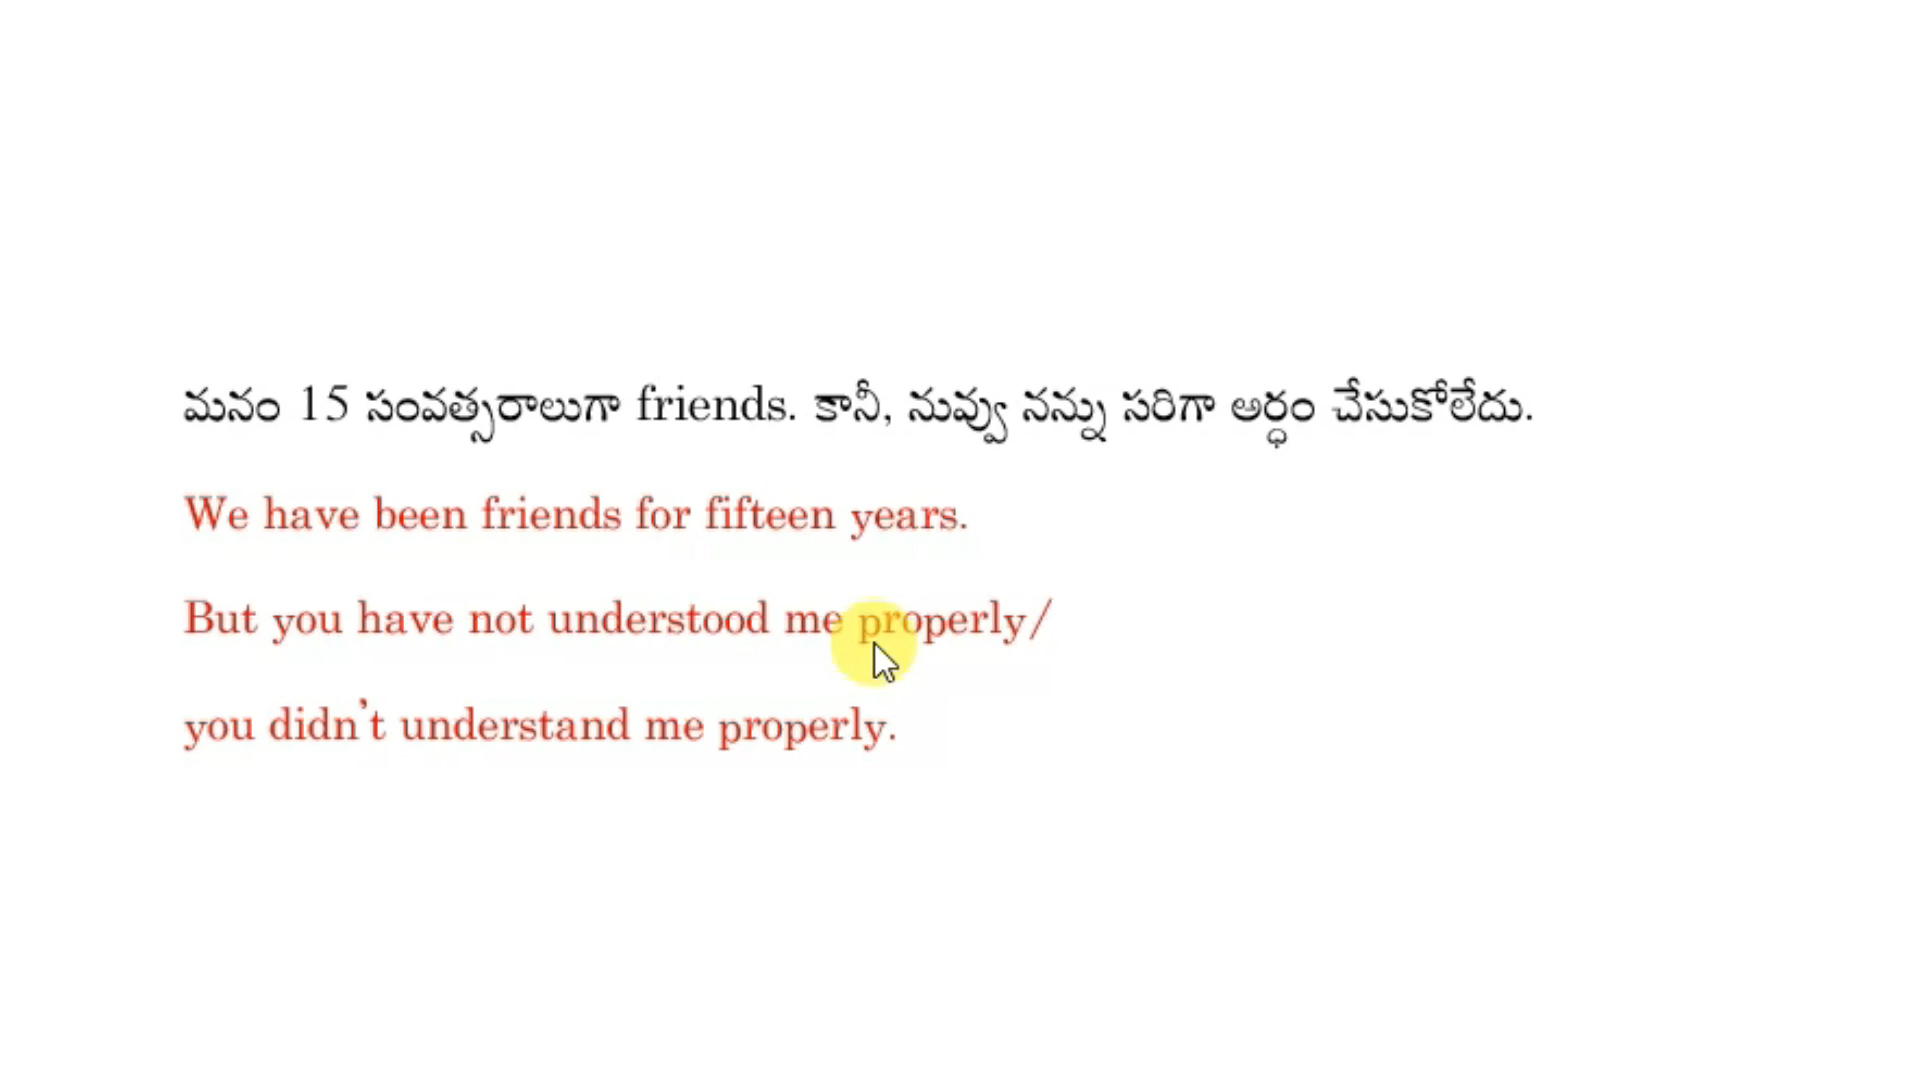 మనం 15 సంవత్సరాలుగా friends. కానీ, నువ్వు నన్ను సరిగా అర్ధం చేసుకోలేదు.
We have been friends for fifteen years.
But you have not understood me properly/
you didn't understand me properly.